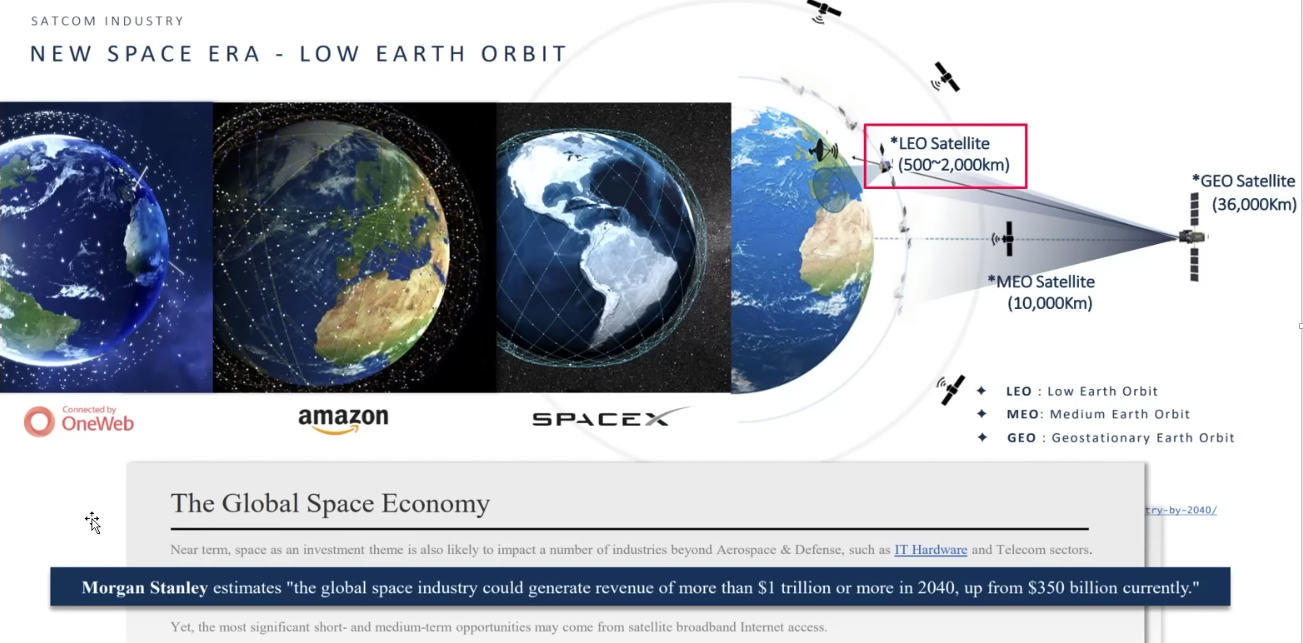 SATCOM INDUSTRY
NEW SPACE ERA - LOW EARTH ORBIT
*LEO Satellite
(500~2,000km)
*GEO Satellite
(36,000Km)
*MEO Satellite
(10,000Km)
LEO : Low Earth Orbit
MEO: Medium Earth Orbit
GEO : Geostationary Earth Orbit
Connected by
OneWeb
amazon
SPACEX
The Global Space Economy
try-by-2040/
Near term, space as an investment theme is also likely to impact a number of industries beyond Aerospace & Defense, such as IT Hardware and Telecom sectors.
Morgan Stanley estimates "the global space industry could generate revenue of more than $1 trillion or more in 2040, up from $350 billion currently."
Yet, the most significant short- and medium-term opportunities may come from satellite broadband Internet access.